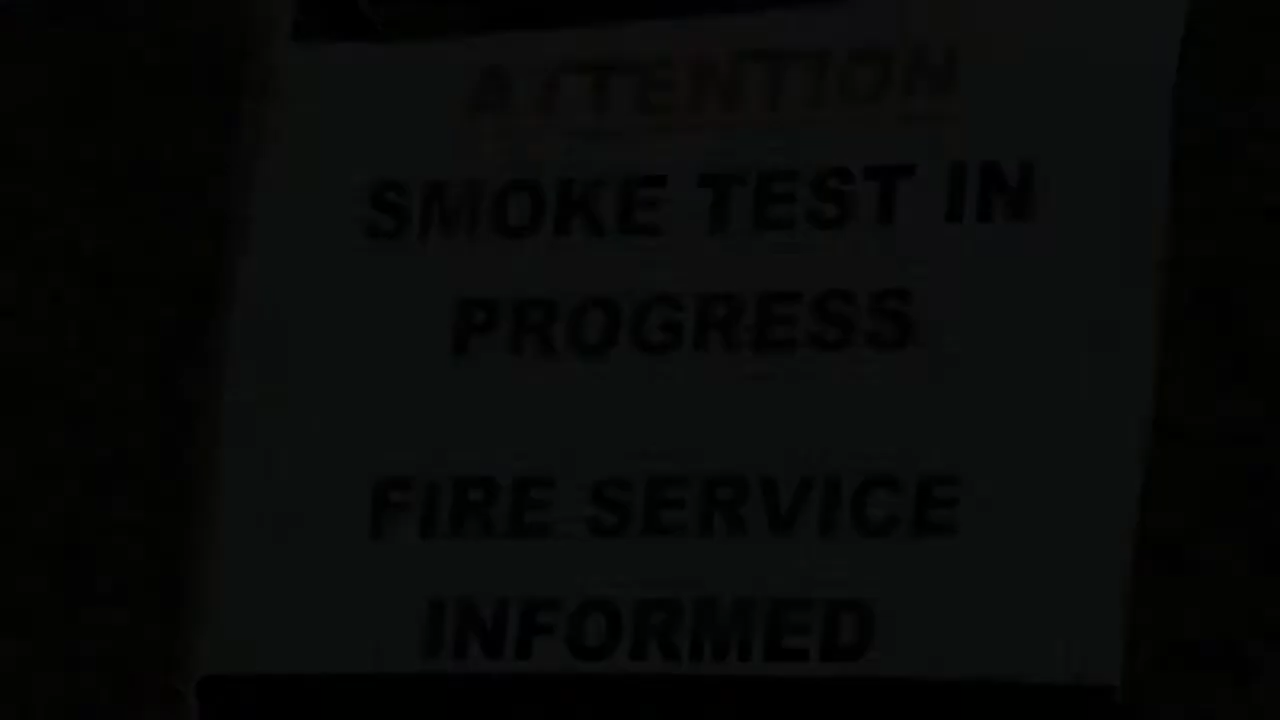 ATTENTION
SMOKE TEST IN
PROGRESS
FIRE SERVICE
INFORMED